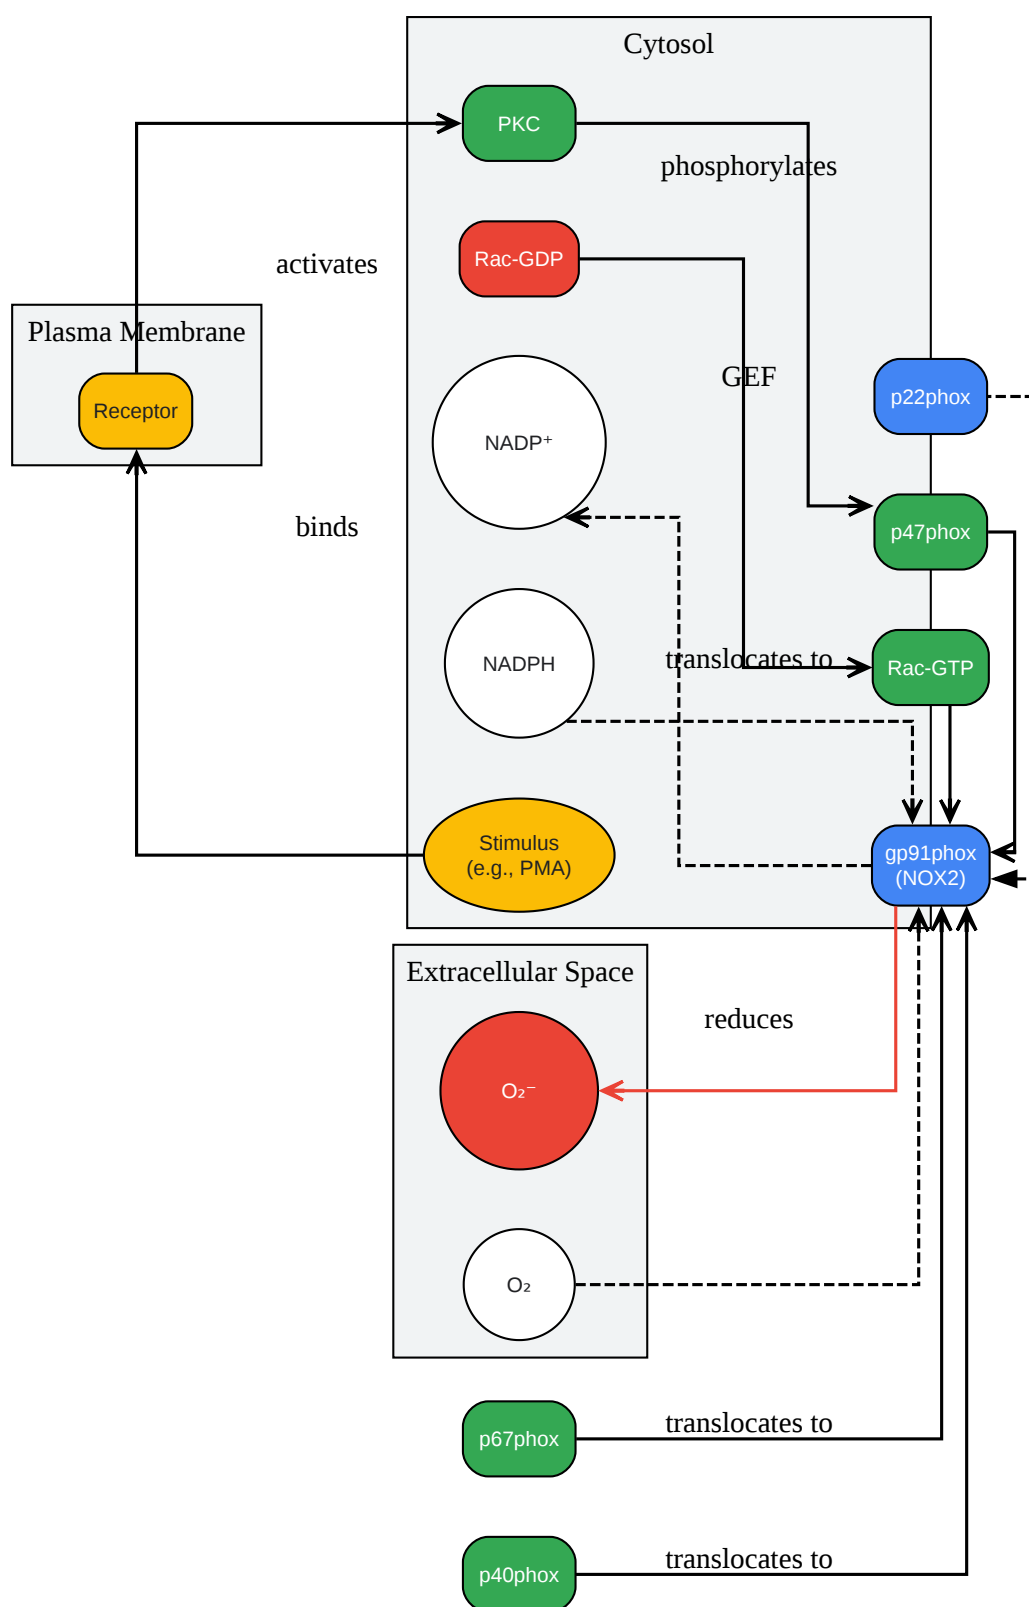 Cytosol
PKC
phosphorylates
Rac-GDP
activates
Plasma Membrane
Receptor
GEF
p22phox
NADP⁺
binds
p47phox
NADPH
translocates to
Rac-GTP
Stimulus
(e.g., PMA)
gp91phox
(NOX2)
Extracellular Space
reduces
O₂⁻
O₂
p67phox
translocates to
p40phox
translocates to